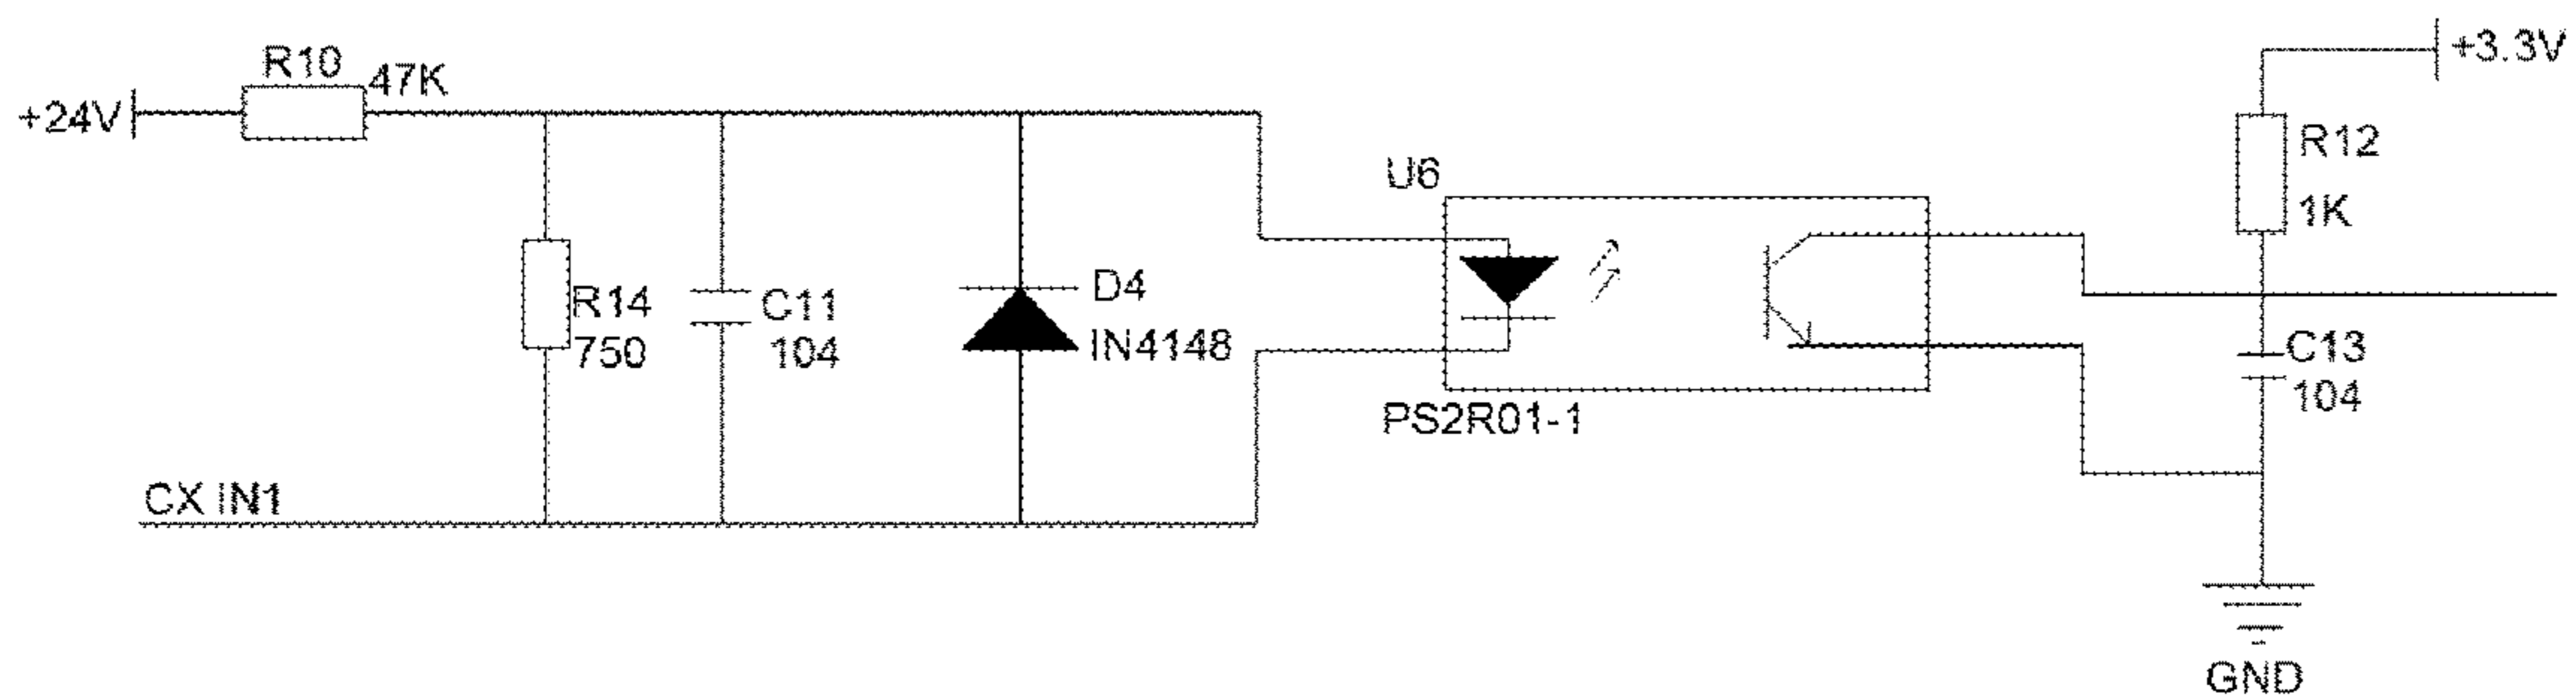 +24V
R10
47K
R14
750
C11
104
D4
IN4148
CX IN1
U6
PS2R01-1
+3.3V
R12
1K
C13
104
GND